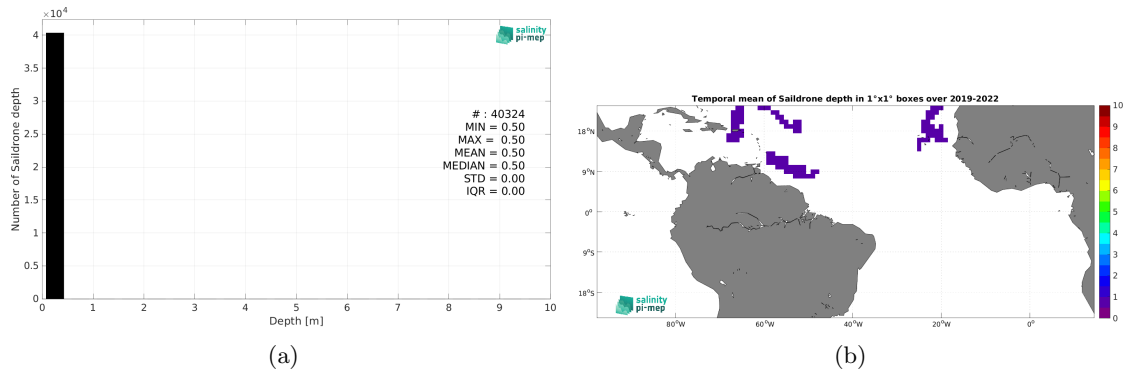 ×10⁴
4
3.5
3
2.5
2
1.5
1
0.5
0
Number of Saildrone depth
0 1 2 3 4 5 6 7 8 9 10
Depth [m]
salinity
pi-mep
# : 40324
MIN = 0.50
MAX = 0.50
MEAN = 0.50
MEDIAN = 0.50
STD = 0.00
IQR = 0.00
(a)
Temporal mean of Saildrone depth in 1°x1° boxes over 2019-2022
18°N
9°N
0°
9°S
18°S
80°W 60°W 40°W 20°W 0°
salinity
pi-mep
10
9
8
7
6
5
4
3
2
1
0
(b)